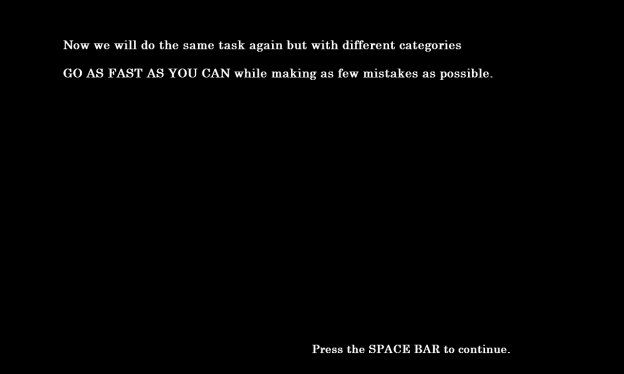 Now we will do the same task again but with different categories
GO AS FAST AS YOU CAN while making as few mistakes as possible.
Press the SPACE BAR to continue.